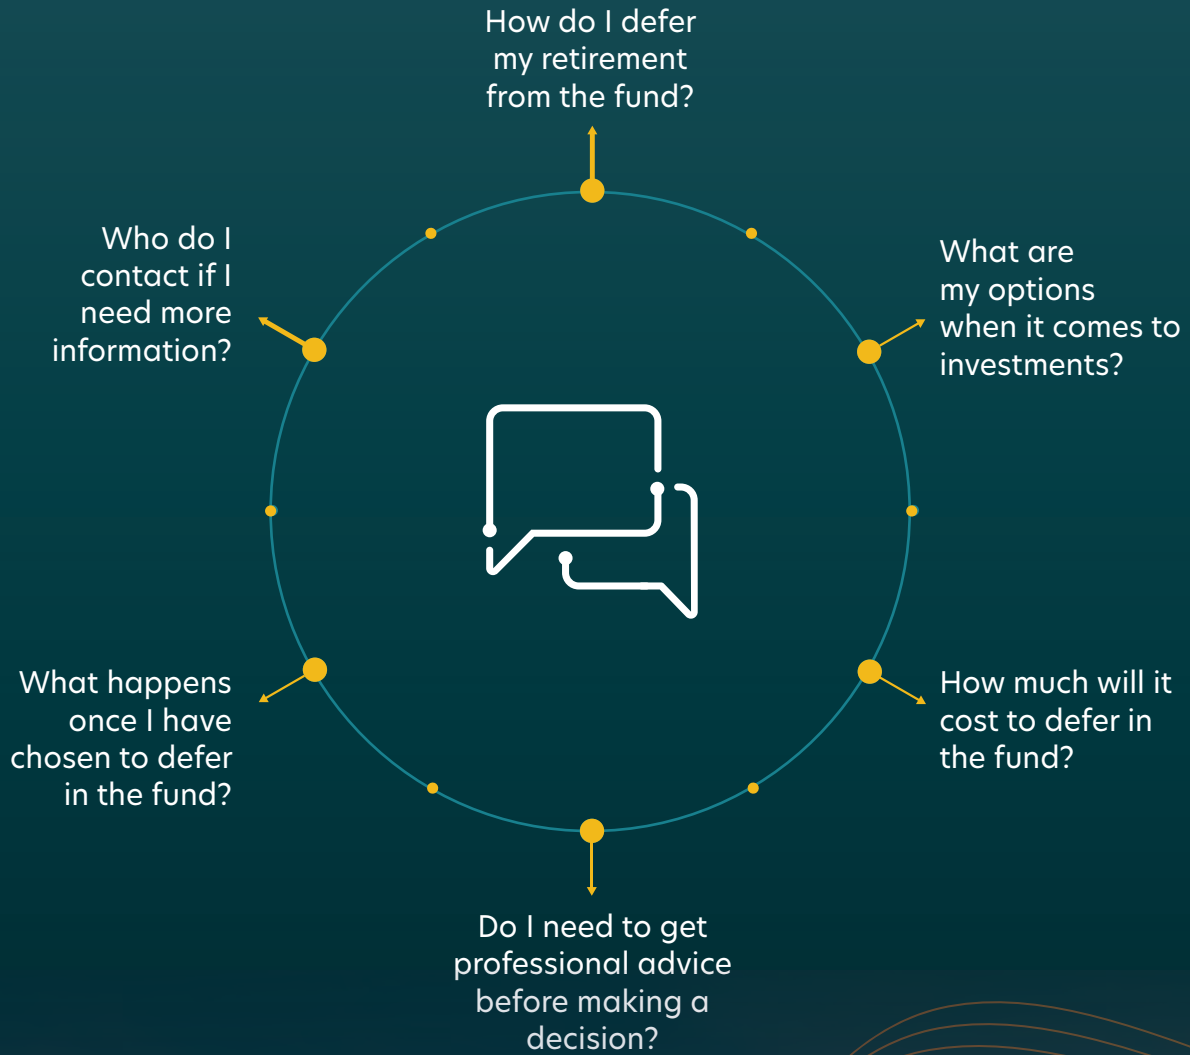 How do I defer
my retirement
from the fund?
What are
my options
when it comes to
investments?
How much will it
cost to defer in
the fund?
Do I need to get
professional advice
before making a
decision?
What happens
once I have
chosen to defer
in the fund?
Who do I
contact if I
need more
information?